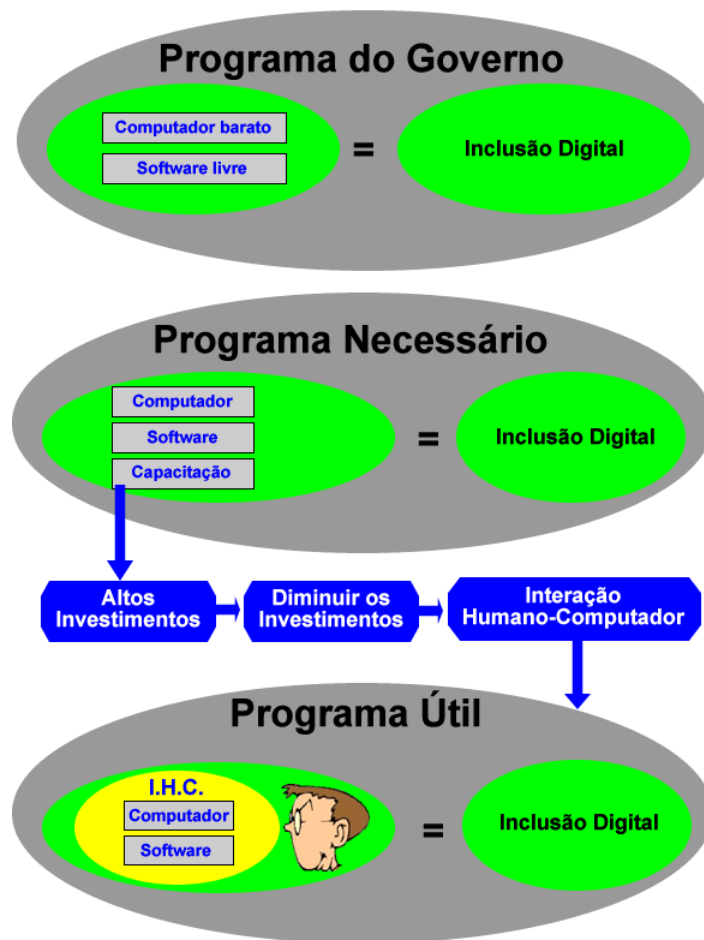 Programa do Governo
Computador barato
Software livre
=
Inclusão Digital
Programa Necessário
Computador
Software
Capacitação
=
Inclusão Digital
Altos
Investimentos
Diminuir os
Investimentos
Interação
Humano-Computador
Programa Útil
I.H.C.
Computador
Software
=
Inclusão Digital